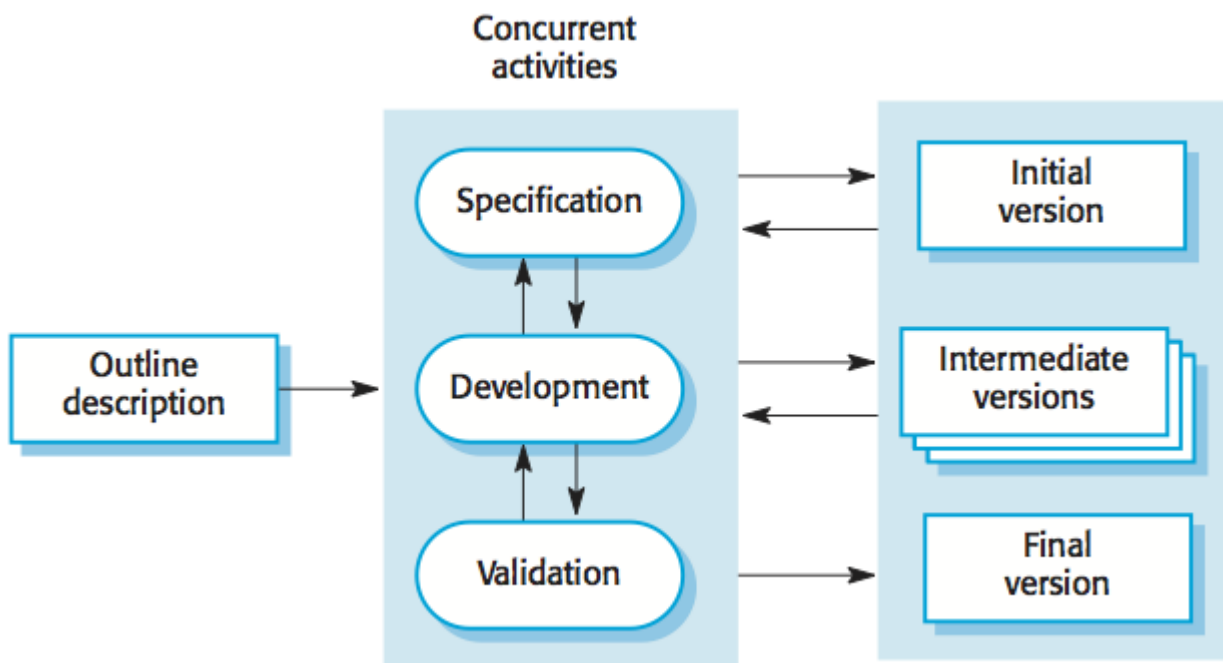 Concurrent
activities
Outline
description
Specification
Development
Validation
Initial
version
Intermediate
versions
Final
version